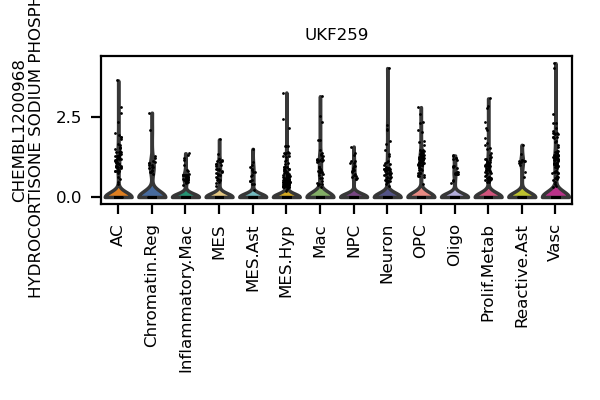 UKF259
CHEMBL1200968
HYDROCORTISONE SODIUM PHOSPH
2.5
0.0
AC
Chromatin.Reg
Inflammatory.Mac
MES
MES.Ast
MES.Hyp
Mac
NPC
Neuron
OPC
Oligo
Prolif.Metab
Reactive.Ast
Vasc